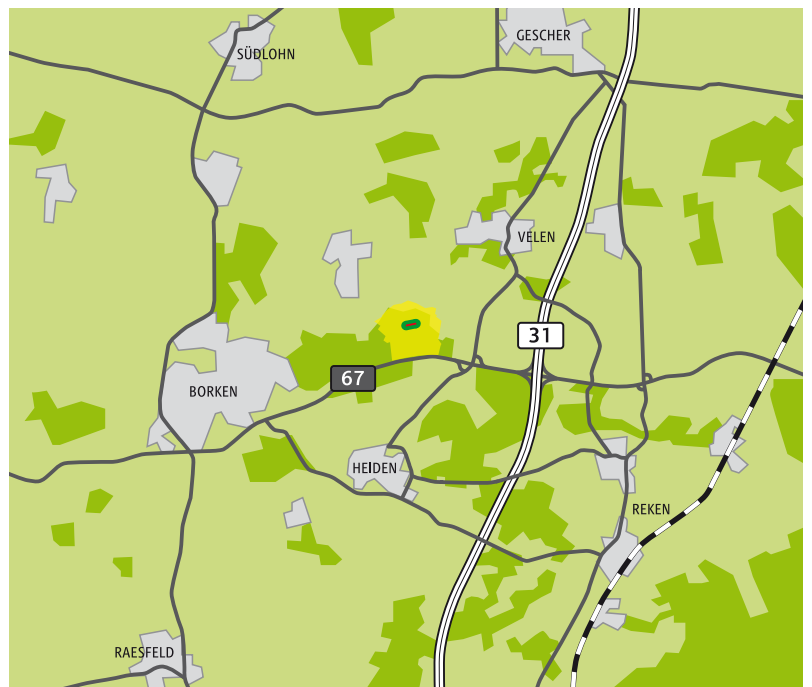 GESCHER
SÜDLOHN
VELEN
31
67
BORKEN
HEIDEN
REKEN
RAESFELD